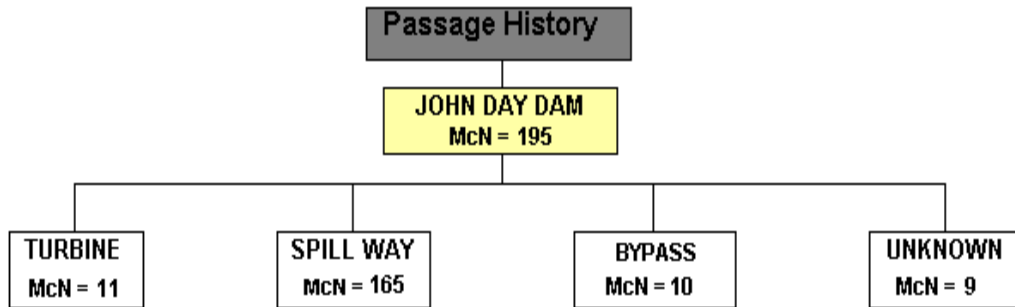 Passage History
JOHN DAY DAM
McN = 195
TURBINE
McN = 11
SPILL WAY
McN = 165
BYPASS
McN = 10
UNKNOWN
McN = 9